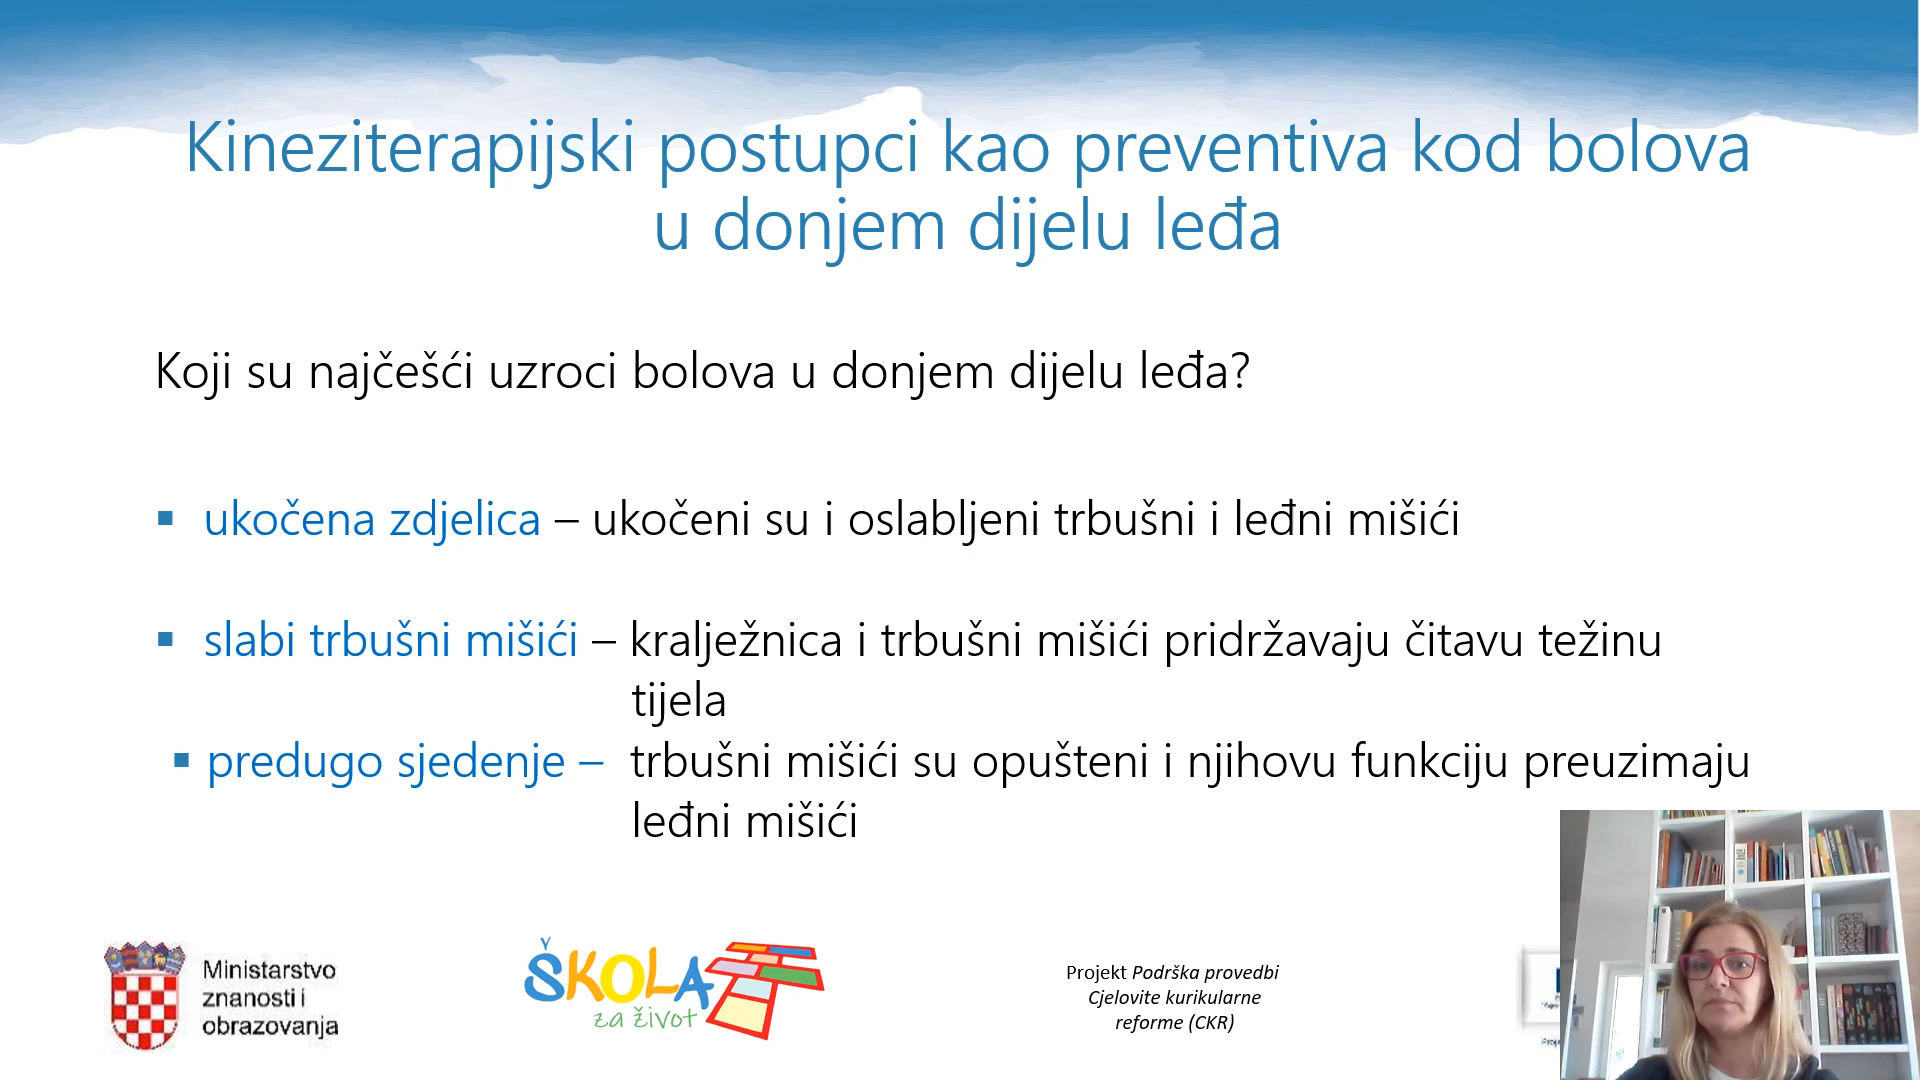 Kineziterapijski postupci kao preventiva kod bolova
u donjem dijelu leđa
Koji su najčešći uzroci bolova u donjem dijelu leđa?
▪ ukočena zdjelica – ukočeni su i oslabljeni trbušni i leđni mišići
▪ slabi trbušni mišići – kralježnica i trbušni mišići pridržavaju čitavu težinu
tijela
▪ predugo sjedenje – trbušni mišići su opušteni i njihovu funkciju preuzimaju
leđni mišići
Ministarstvo
znanosti i
obrazovanja
ŠKOLA
za život
Projekt Podrška provedbi
Cjelovite kurikularne
reforme (CKR)